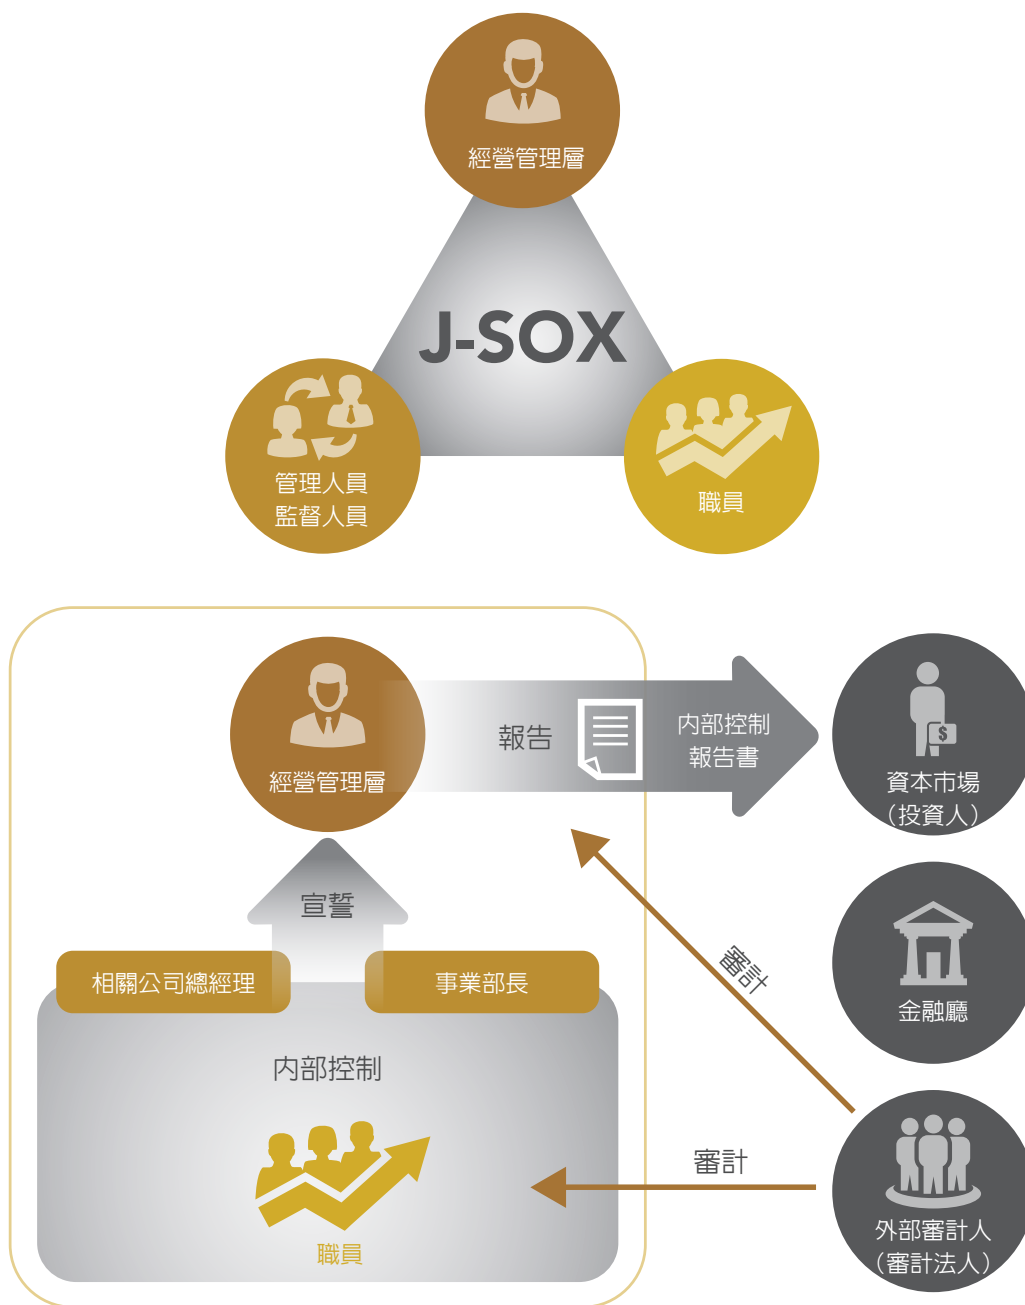 經營管理層
J-SOX
管理人員
監督人員
職員
經營管理層
報告
内部控制
報告書
資本市場
（投資人）
宣誓
審計
金融廳
相關公司總經理
事業部長
内部控制
審計
職員
外部審計人
（審計法人）